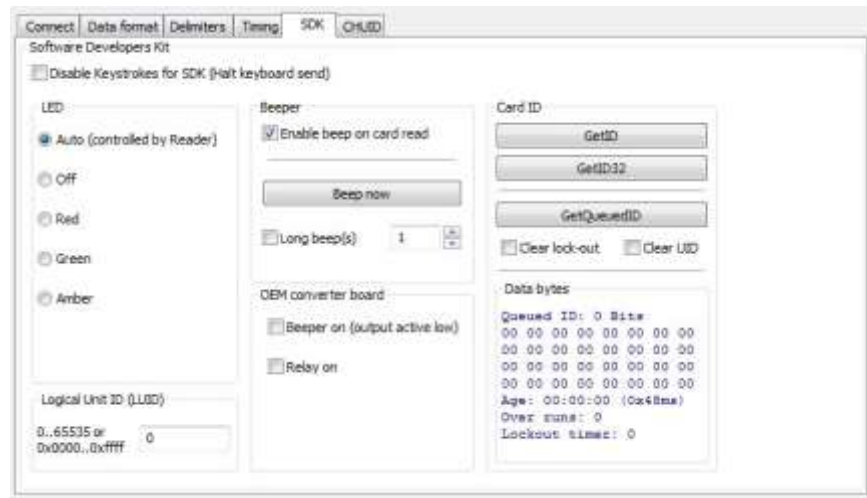 Connect Data format Delimiters Timing SDK CHUID
Software Developers Kit
Disable Keystrokes for SDK (Halt keyboard send)
LED
Auto (controlled by Reader)
Off
Red
Green
Amber
Logical Unit ID (LUID)
0..65535 or
0x0000..0xffff
0
Beeper
Enable beep on card read
Beep now
Long beep(s) 1
OEM converter board
Beeper on (output active low)
Relay on
Card ID
GetID
GetID32
GetQueuedID
Clear lock-out Clear UID
Data bytes
Queued ID: 0 Bits
00 00 00 00 00 00 00 00
00 00 00 00 00 00 00 00
00 00 00 00 00 00 00 00
00 00 00 00 00 00 00 00
Age: 00:00:00 (0x48ms)
Over runs: 0
Lockout timer: 0